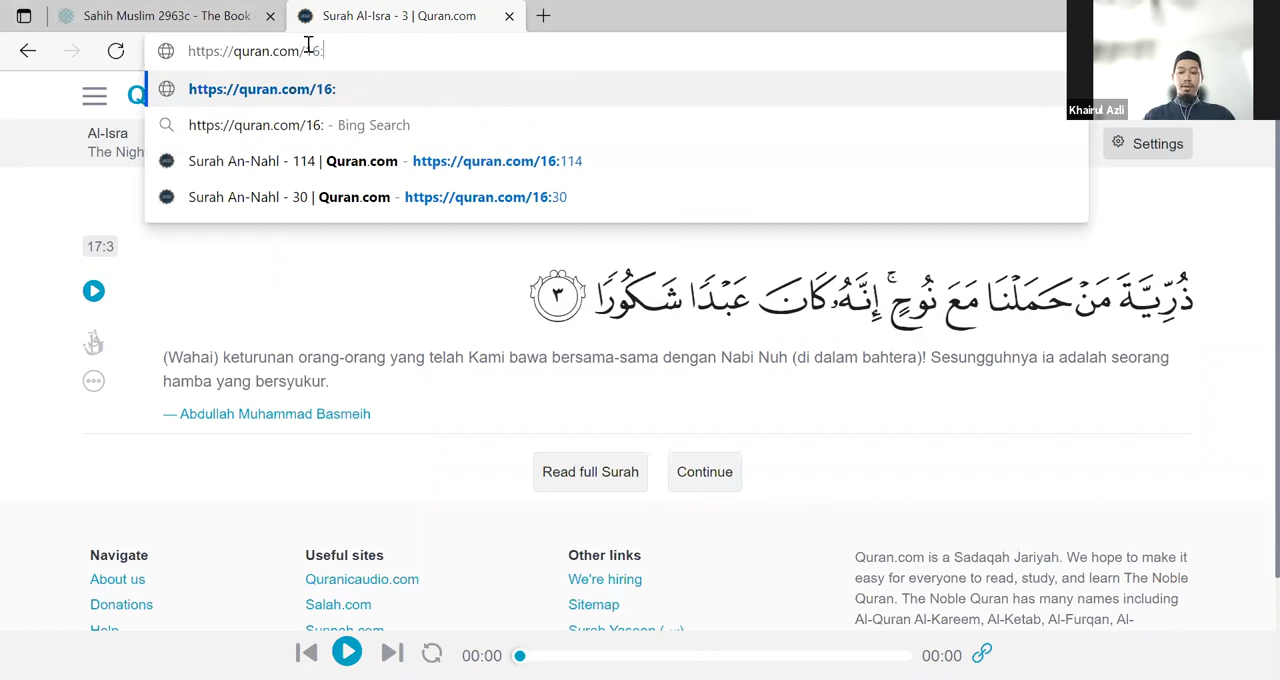 Sahih Muslim 2963c - The Book
Surah Al-Isra - 3 | Quran.com
https://quran.com/16:
https://quran.com/16:
https://quran.com/16: - Bing Search
Surah An-Nahl - 114 | Quran.com - https://quran.com/16:114
Surah An-Nahl - 30 | Quran.com - https://quran.com/16:30
Khairul Azli
Q
Al-Isra
The Nigh
Settings
17:3
ذُرِّيَّةَ مَنْ حَمَلْنَا مَعَ نُوحٍ ۚ إِنَّهُۥ كَانَ عَبْدًا شَكُورًا ٣
(Wahai) keturunan orang-orang yang telah Kami bawa bersama-sama dengan Nabi Nuh (di dalam bahtera)! Sesungguhnya ia adalah seorang
hamba yang bersyukur.
— Abdullah Muhammad Basmeih
Read full Surah
Continue
Navigate
About us
Donations
Help
Useful sites
Quranicaudio.com
Salah.com
Sunnah.com
Other links
We're hiring
Sitemap
Surah Yaseen (يس)
Quran.com is a Sadaqah Jariyah. We hope to make it
easy for everyone to read, study, and learn The Noble
Quran. The Noble Quran has many names including
Al-Quran Al-Kareem, Al-Ketab, Al-Furqan, Al-
00:00
00:00